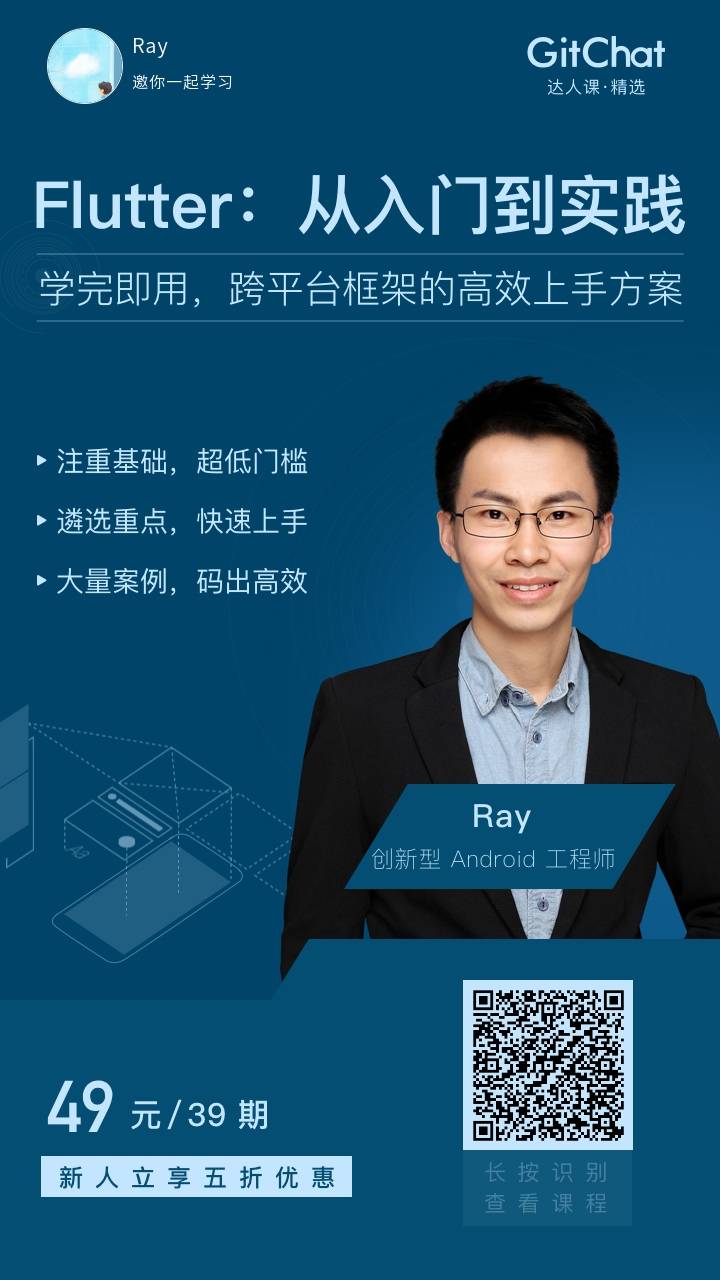 Ray
邀你一起学习
GitChat
达人课·精选
Flutter：从入门到实践
学完即用，跨平台框架的高效上手方案
注重基础，超低门槛
遴选重点，快速上手
大量案例，码出高效
Ray
创新型 Android 工程师
49 元/39 期
新人立享五折优惠
长按识别
查看课程